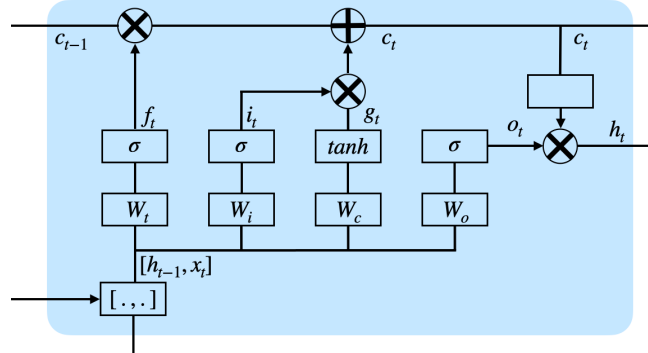 c_{t-1} c_t c_t
f_t i_t g_t o_t h_t
σ σ tanh σ
W_t W_i W_c W_o
[h_{t-1}, x_t]
[ . , . ]